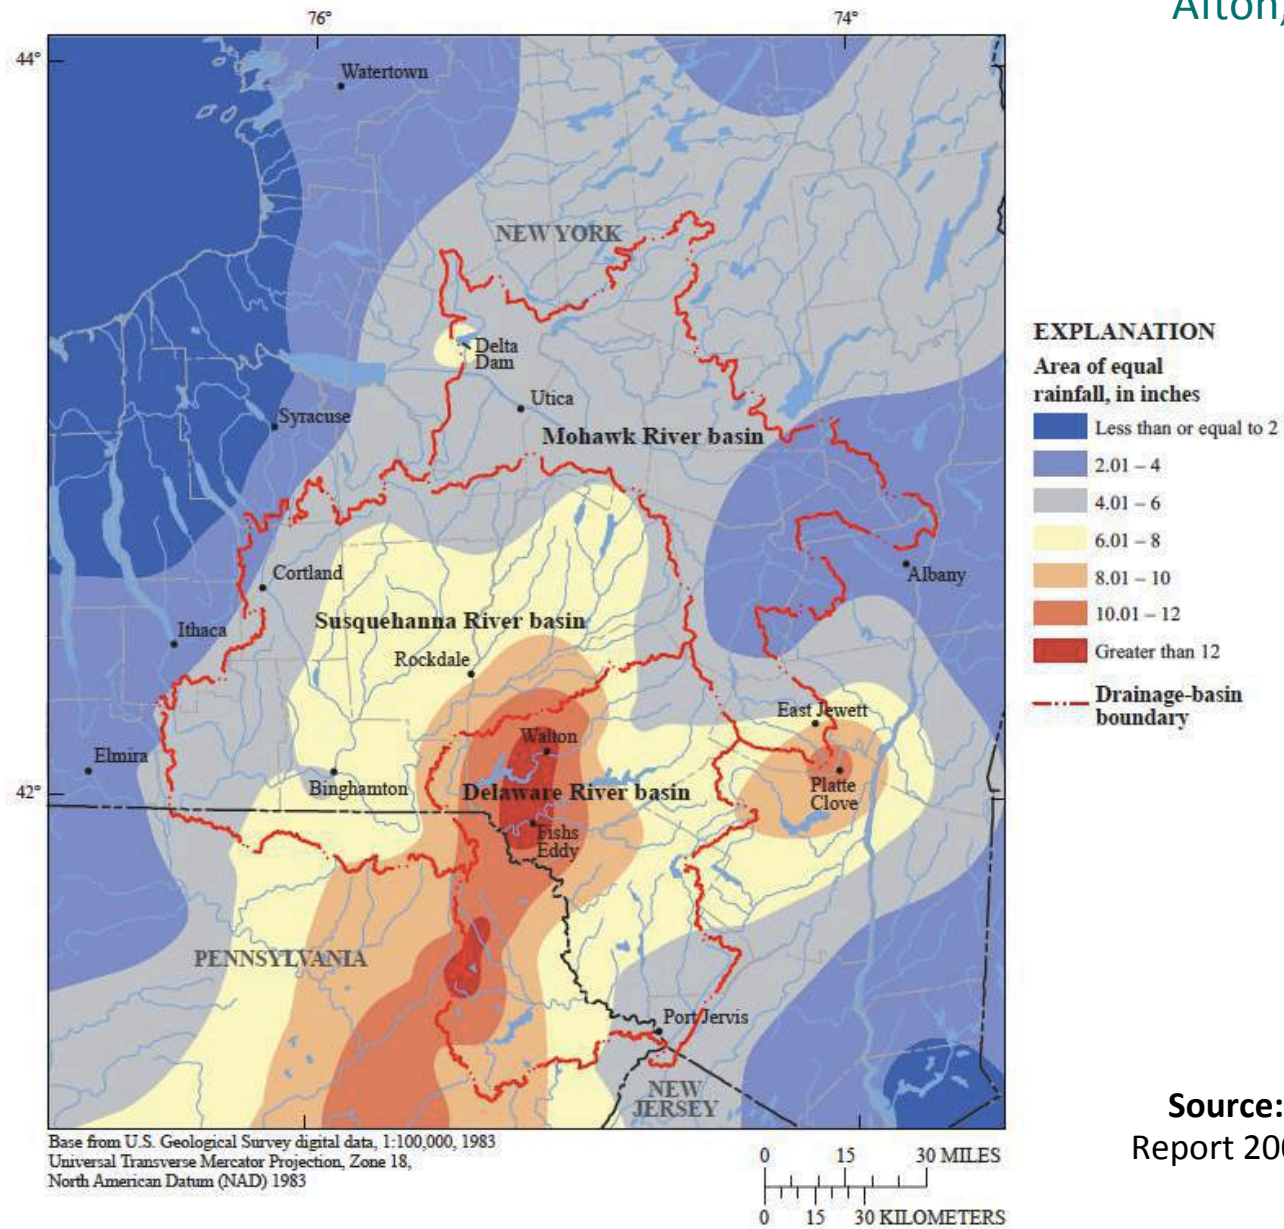 Afton,
76°
74°
44°
Watertown
NEW YORK
Delta
Dam
Utica
Syracuse
Mohawk River basin
Cortland
Albany
Susquehanna River basin
Ithaca
Rockdale
East Jewett
Walton
Elmira
Platte
Clove
42°
Binghamton
Delaware River basin
Fishs
Eddy
PENNSYLVANIA
Port Jervis
NEW
JERSEY
EXPLANATION
Area of equal
rainfall, in inches
Less than or equal to 2
2.01 – 4
4.01 – 6
6.01 – 8
8.01 – 10
10.01 – 12
Greater than 12
Drainage-basin
boundary
Source:
Report 200
Base from U.S. Geological Survey digital data, 1:100,000, 1983
Universal Transverse Mercator Projection, Zone 18,
North American Datum (NAD) 1983
0 15 30 MILES
0 15 30 KILOMETERS